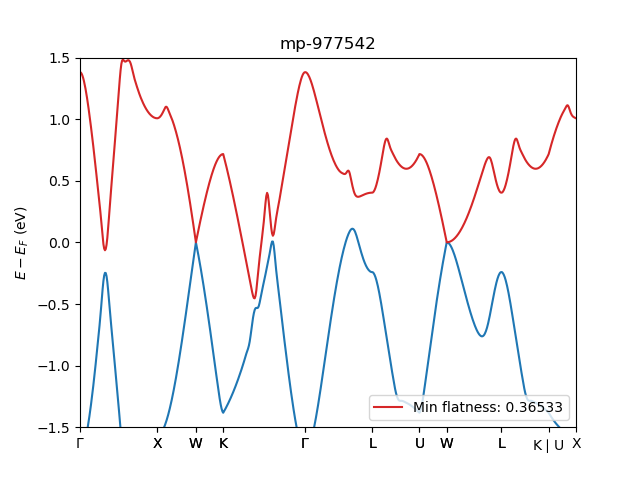 mp-977542
E − E_F (eV)
1.5
1.0
0.5
0.0
−0.5
−1.0
−1.5
Min flatness: 0.36533
Γ X W K Γ L U W L K | U X